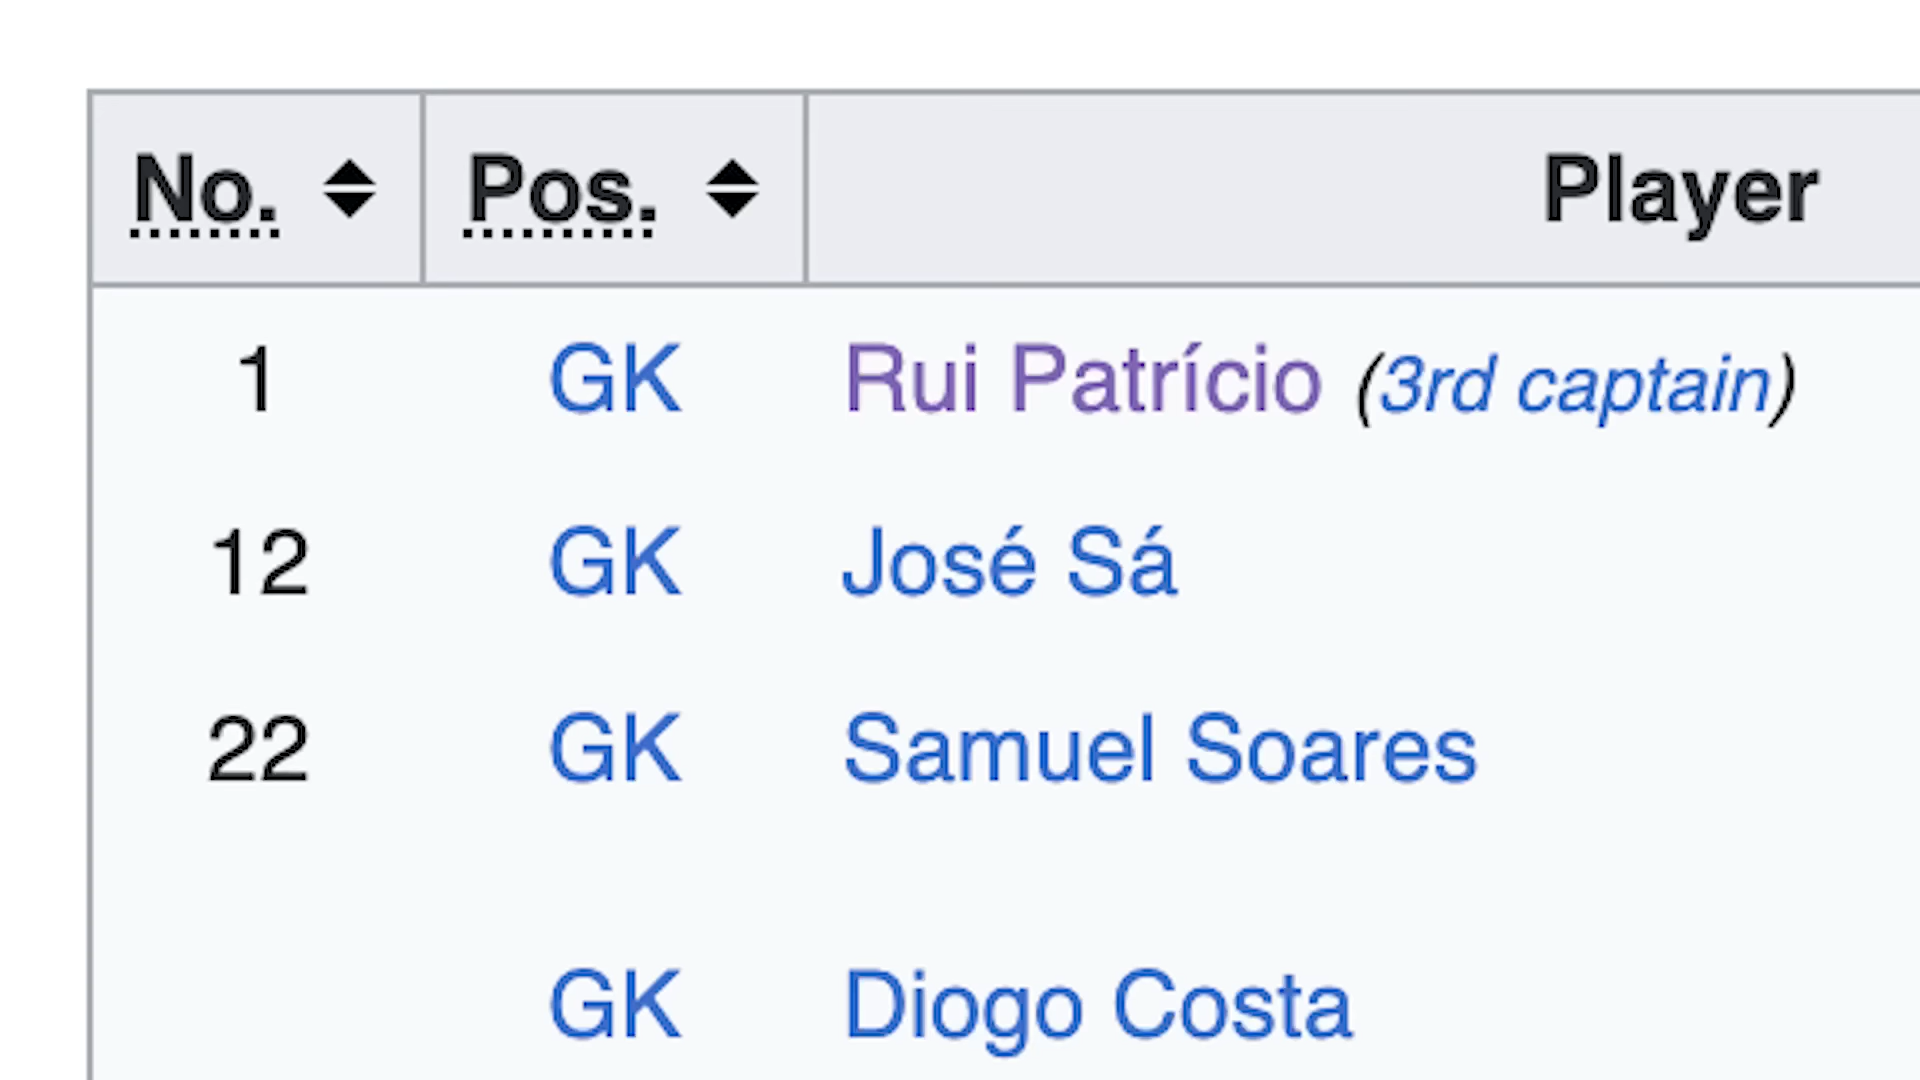 No. Pos. Player
1 GK Rui Patrício (3rd captain)
12 GK José Sá
22 GK Samuel Soares
GK Diogo Costa